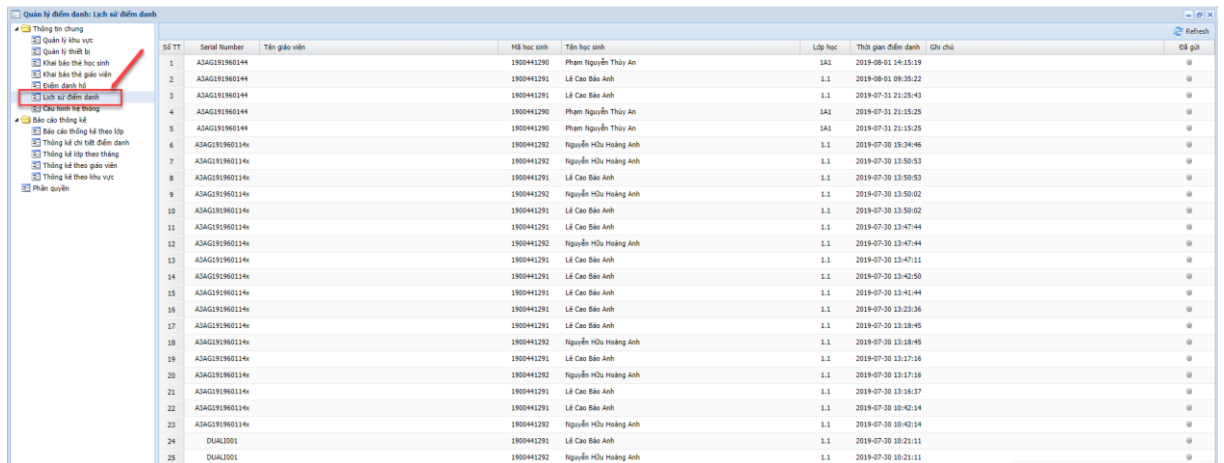 Quản lý điểm danh: Lịch sử điểm danh
Thông tin chung
Quản lý khu vực
Quản lý thiết bị
Khai báo thẻ học sinh
Khai báo thẻ giáo viên
Điểm danh hộ
Lịch sử điểm danh
Cấu hình hệ thống
Báo cáo thống kê
Báo cáo thống kê theo lớp
Thống kê chi tiết điểm danh
Thống kê lớp theo tháng
Thống kê theo giáo viên
Thống kê theo khu vực
Phân quyền
Refresh
Số TT Serial Number Tên giáo viên Mã học sinh Tên học sinh Lớp học Thời gian điểm danh Ghi chú Đã gửi
1 A3AG191960144 1900441290 Phạm Nguyễn Thùy An 1A1 2019-08-01 14:15:19
2 A3AG191960144 1900441291 Lê Cao Bảo Anh 1.1 2019-08-01 09:35:22
3 A3AG191960144 1900441291 Lê Cao Bảo Anh 1.1 2019-07-31 21:25:43
4 A3AG191960144 1900441290 Phạm Nguyễn Thùy An 1A1 2019-07-31 21:15:25
5 A3AG191960144 1900441290 Phạm Nguyễn Thùy An 1A1 2019-07-31 21:15:25
6 A3AG191960114x 1900441292 Nguyễn Hữu Hoàng Anh 1.1 2019-07-30 15:34:46
7 A3AG191960114x 1900441292 Nguyễn Hữu Hoàng Anh 1.1 2019-07-30 13:50:53
8 A3AG191960114x 1900441291 Lê Cao Bảo Anh 1.1 2019-07-30 13:50:53
9 A3AG191960114x 1900441292 Nguyễn Hữu Hoàng Anh 1.1 2019-07-30 13:50:02
10 A3AG191960114x 1900441291 Lê Cao Bảo Anh 1.1 2019-07-30 13:50:02
11 A3AG191960114x 1900441291 Lê Cao Bảo Anh 1.1 2019-07-30 13:47:44
12 A3AG191960114x 1900441292 Nguyễn Hữu Hoàng Anh 1.1 2019-07-30 13:47:44
13 A3AG191960114x 1900441291 Lê Cao Bảo Anh 1.1 2019-07-30 13:47:11
14 A3AG191960114x 1900441291 Lê Cao Bảo Anh 1.1 2019-07-30 13:42:50
15 A3AG191960114x 1900441291 Lê Cao Bảo Anh 1.1 2019-07-30 13:41:44
16 A3AG191960114x 1900441291 Lê Cao Bảo Anh 1.1 2019-07-30 13:23:36
17 A3AG191960114x 1900441291 Lê Cao Bảo Anh 1.1 2019-07-30 13:18:45
18 A3AG191960114x 1900441292 Nguyễn Hữu Hoàng Anh 1.1 2019-07-30 13:18:45
19 A3AG191960114x 1900441291 Lê Cao Bảo Anh 1.1 2019-07-30 13:17:16
20 A3AG191960114x 1900441292 Nguyễn Hữu Hoàng Anh 1.1 2019-07-30 13:17:16
21 A3AG191960114x 1900441291 Lê Cao Bảo Anh 1.1 2019-07-30 13:16:37
22 A3AG191960114x 1900441291 Lê Cao Bảo Anh 1.1 2019-07-30 10:42:14
23 A3AG191960114x 1900441292 Nguyễn Hữu Hoàng Anh 1.1 2019-07-30 10:42:14
24 DUALI001 1900441291 Lê Cao Bảo Anh 1.1 2019-07-30 10:21:11
25 DUALI001 1900441292 Nguyễn Hữu Hoàng Anh 1.1 2019-07-30 10:21:11